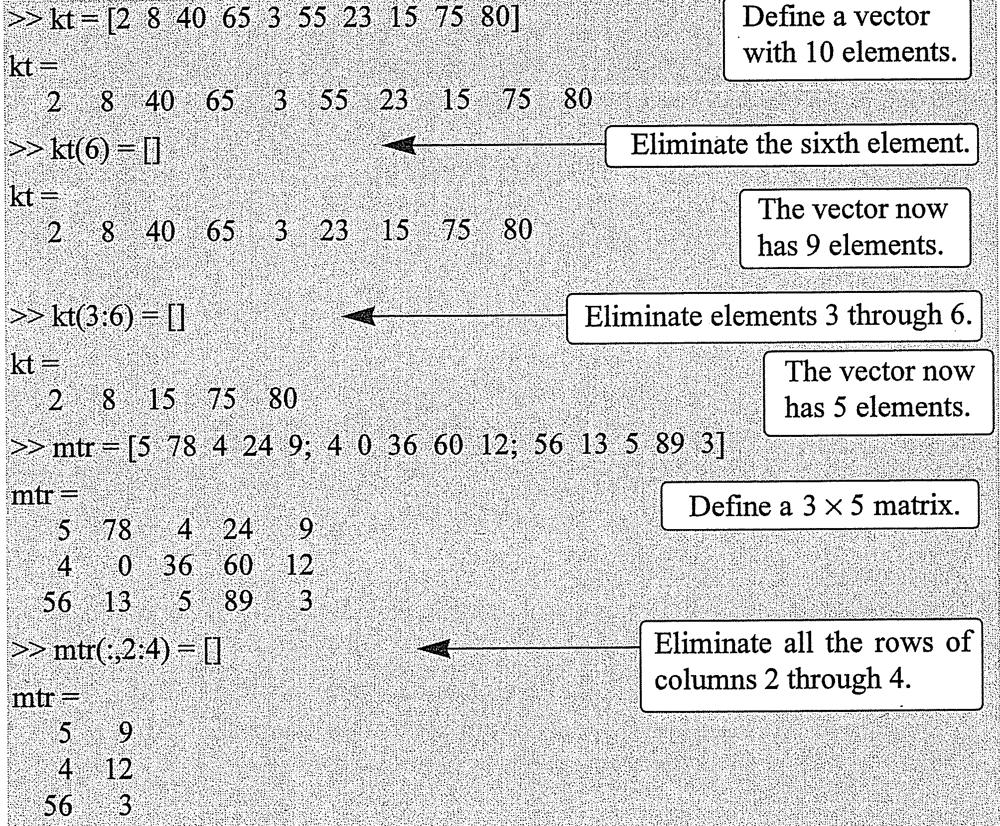 >> kt = [2 8 40 65 3 55 23 15 75 80]
Define a vector
with 10 elements.
kt =
2 8 40 65 3 55 23 15 75 80
>> kt(6) = []
Eliminate the sixth element.
kt =
2 8 40 65 3 23 15 75 80
The vector now
has 9 elements.
>> kt(3:6) = []
Eliminate elements 3 through 6.
kt =
2 8 15 75 80
The vector now
has 5 elements.
>> mtr = [5 78 4 24 9; 4 0 36 60 12; 56 13 5 89 3]
mtr =
Define a 3 × 5 matrix.
5 78 4 24 9
4 0 36 60 12
56 13 5 89 3
>> mtr(:,2:4) = []
Eliminate all the rows of
columns 2 through 4.
mtr =
5 9
4 12
56 3